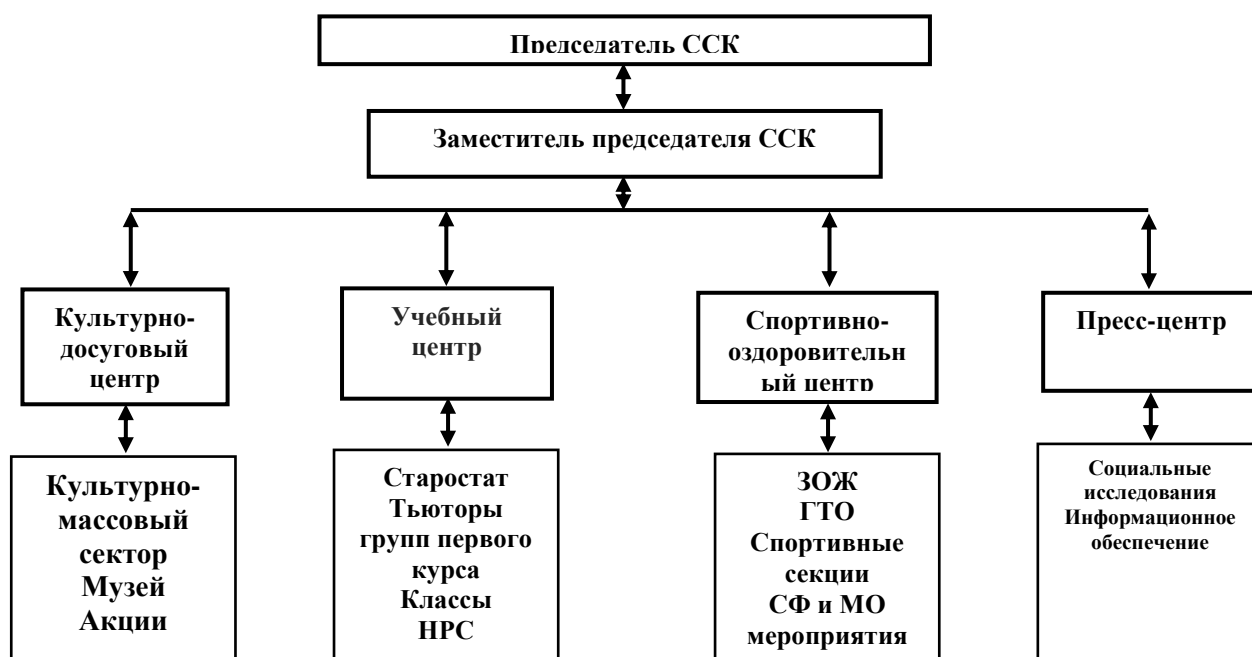 Председатель ССК
Заместитель председателя ССК
Культурно-
досуговый
центр
Учебный
центр
Спортивно-
оздоровительн
ый центр
Пресс-центр
Культурно-
массовый
сектор
Музей
Акции
Старостат
Тьюторы
групп первого
курса
Классы
НРС
ЗОЖ
ГТО
Спортивные
секции
СФ и МО
мероприятия
Социальные
исследования
Информационное
обеспечение